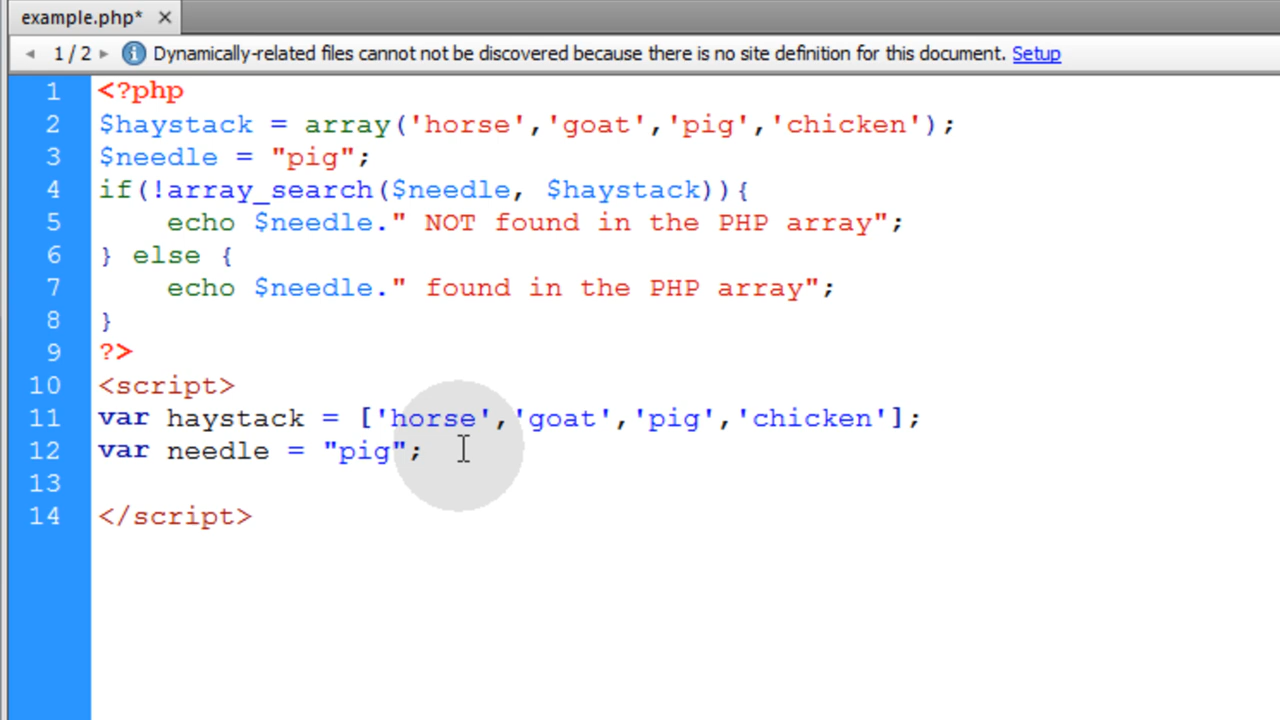 example.php* ×
1 / 2 Dynamically-related files cannot not be discovered because there is no site definition for this document. Setup
1 <?php
2 $haystack = array('horse','goat','pig','chicken');
3 $needle = "pig";
4 if(!array_search($needle, $haystack)){
5     echo $needle." NOT found in the PHP array";
6 } else {
7     echo $needle." found in the PHP array";
8 }
9 ?>
10 <script>
11 var haystack = ['horse','goat','pig','chicken'];
12 var needle = "pig";
13
14 </script>